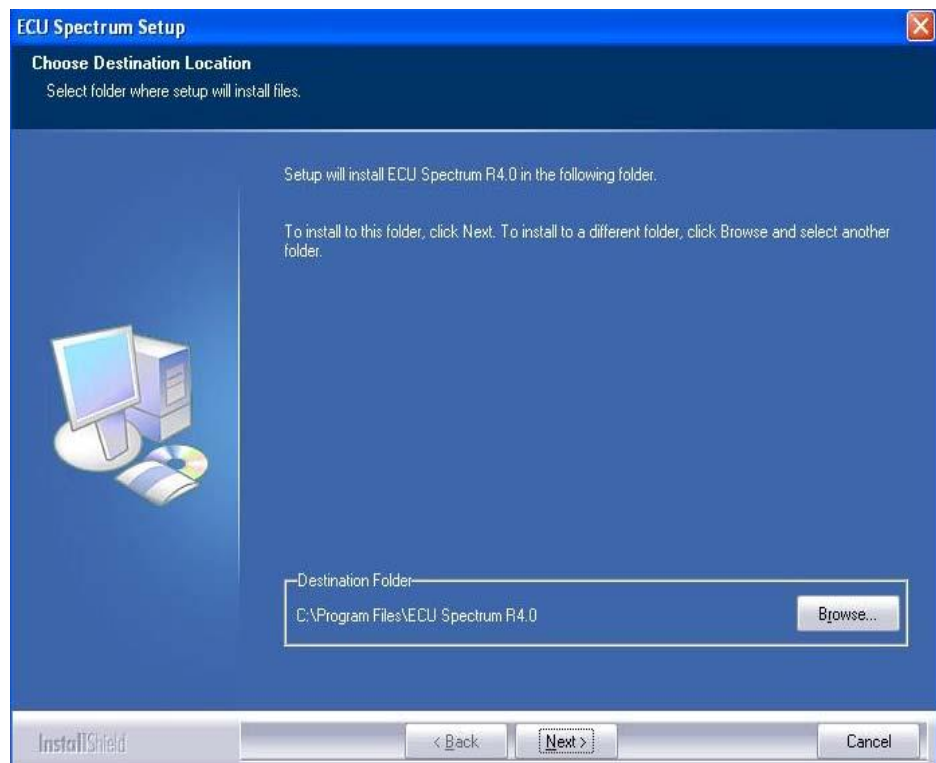 ECU Spectrum Setup
Choose Destination Location
Select folder where setup will install files.
Setup will install ECU Spectrum R4.0 in the following folder.
To install to this folder, click Next. To install to a different folder, click Browse and select another
folder.
Destination Folder
C:\Program Files\ECU Spectrum R4.0
Browse...
InstallShield
< Back
Next >
Cancel